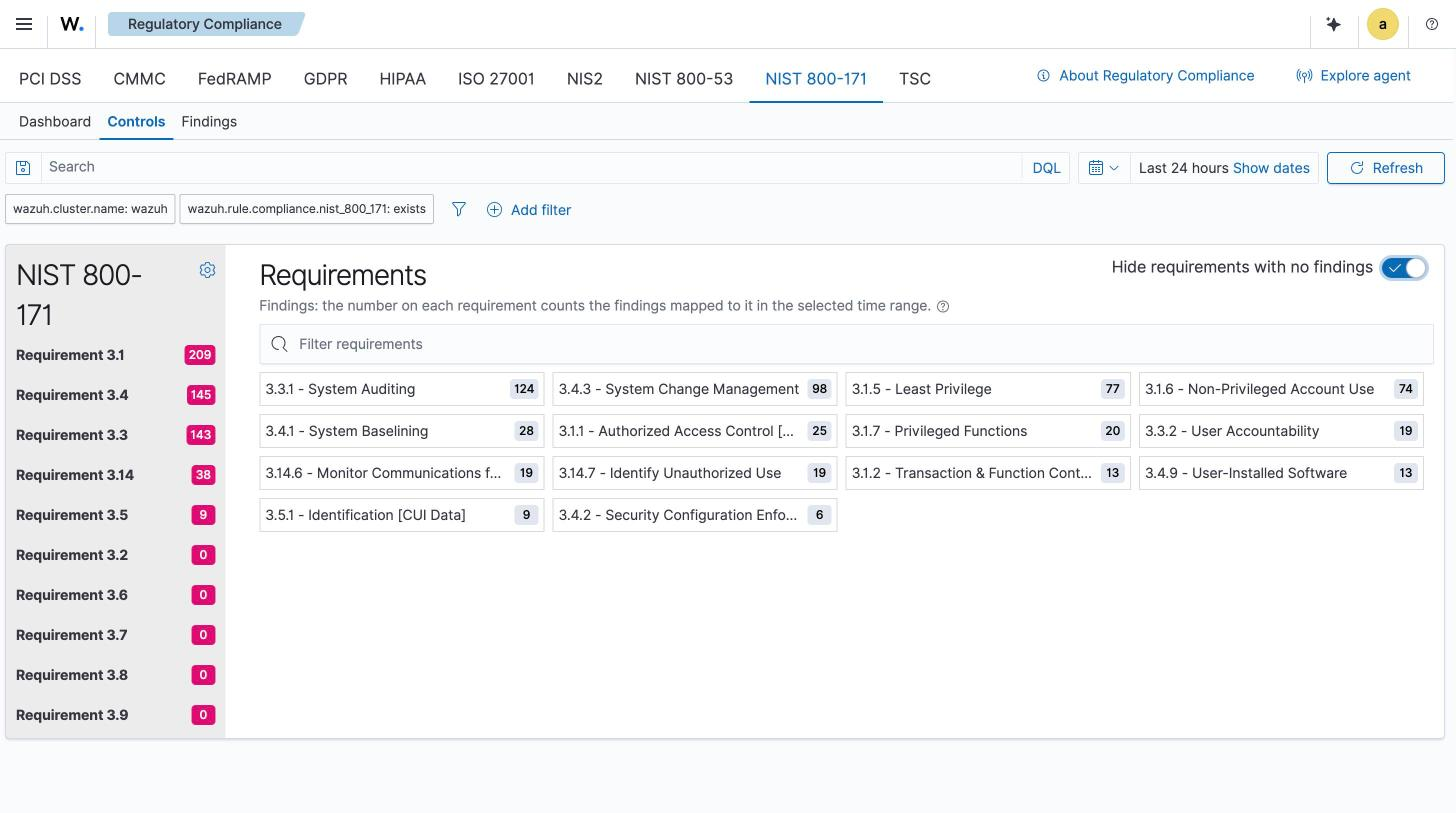 W.
Regulatory Compliance
a
PCI DSS
CMMC
FedRAMP
GDPR
HIPAA
ISO 27001
NIS2
NIST 800-53
NIST 800-171
TSC
About Regulatory Compliance
Explore agent
Dashboard
Controls
Findings
Search
DQL
Last 24 hours Show dates
Refresh
wazuh.cluster.name: wazuh
wazuh.rule.compliance.nist_800_171: exists
Add filter
NIST 800-
171
Requirement 3.1 209
Requirement 3.4 145
Requirement 3.3 143
Requirement 3.14 38
Requirement 3.5 9
Requirement 3.2 0
Requirement 3.6 0
Requirement 3.7 0
Requirement 3.8 0
Requirement 3.9 0
Requirements
Hide requirements with no findings
Findings: the number on each requirement counts the findings mapped to it in the selected time range.
Filter requirements
3.3.1 - System Auditing 124
3.4.3 - System Change Management 98
3.1.5 - Least Privilege 77
3.1.6 - Non-Privileged Account Use 74
3.4.1 - System Baselining 28
3.1.1 - Authorized Access Control [... 25
3.1.7 - Privileged Functions 20
3.3.2 - User Accountability 19
3.14.6 - Monitor Communications f... 19
3.14.7 - Identify Unauthorized Use 19
3.1.2 - Transaction & Function Cont... 13
3.4.9 - User-Installed Software 13
3.5.1 - Identification [CUI Data] 9
3.4.2 - Security Configuration Enfo... 6